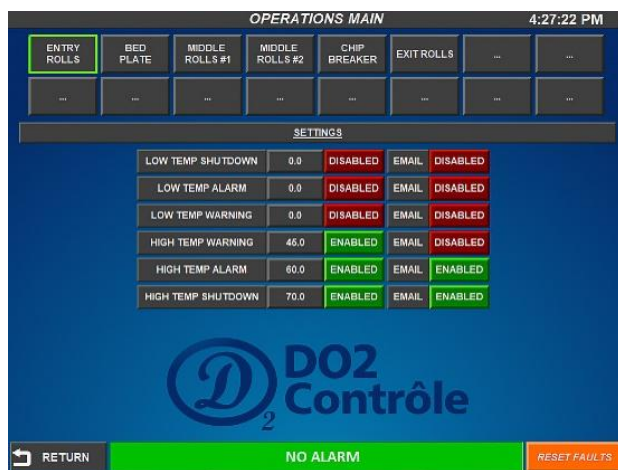 OPERATIONS MAIN 4:27:22 PM
ENTRY ROLLS
BED PLATE
MIDDLE ROLLS #1
MIDDLE ROLLS #2
CHIP BREAKER
EXIT ROLLS
...
...
...
...
...
...
...
...
...
...
SETTINGS
LOW TEMP SHUTDOWN 0.0 DISABLED EMAIL DISABLED
LOW TEMP ALARM 0.0 DISABLED EMAIL DISABLED
LOW TEMP WARNING 0.0 DISABLED EMAIL DISABLED
HIGH TEMP WARNING 45.0 ENABLED EMAIL DISABLED
HIGH TEMP ALARM 60.0 ENABLED EMAIL ENABLED
HIGH TEMP SHUTDOWN 70.0 ENABLED EMAIL ENABLED
D2 DO2
Contrôle
RETURN NO ALARM RESET FAULTS